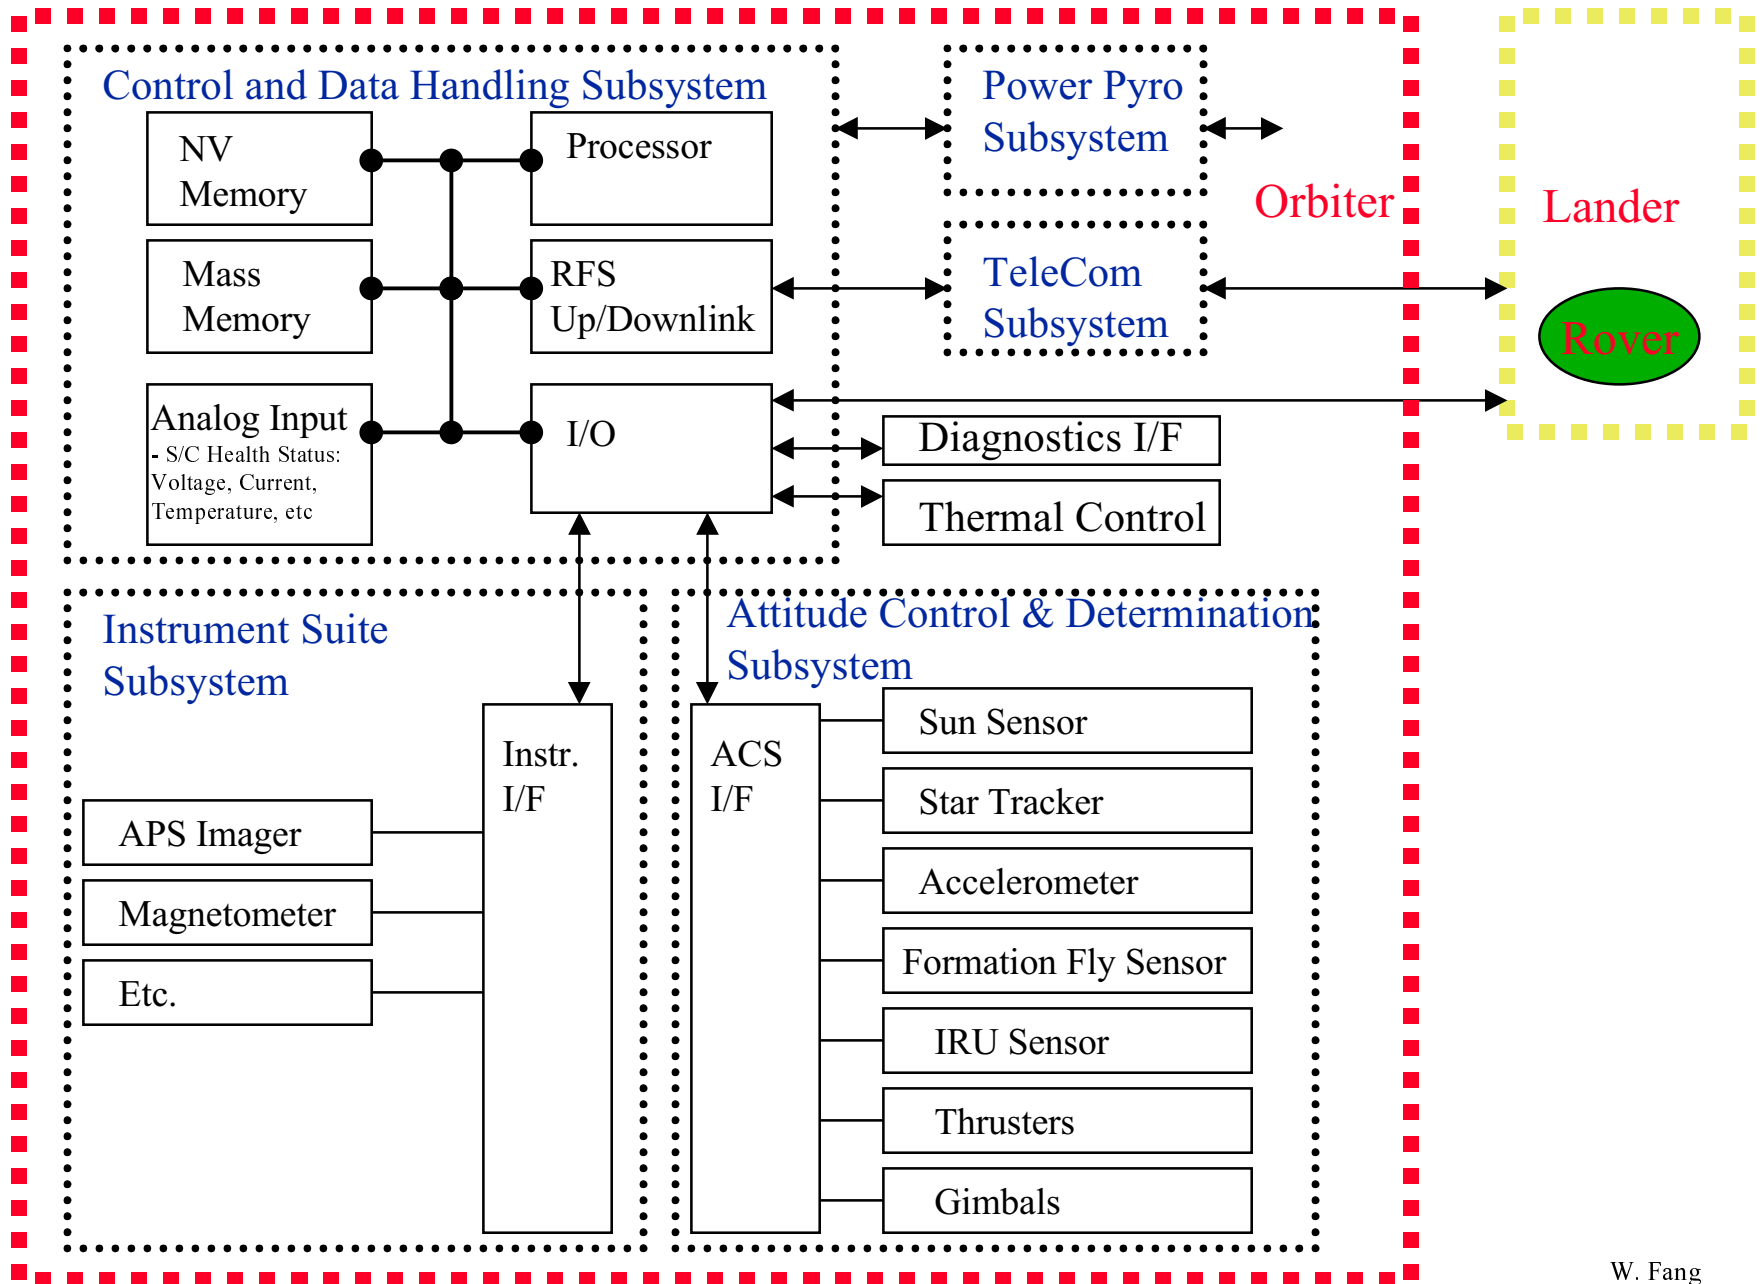 Control and Data Handling Subsystem
NV
Memory
Processor
Mass
Memory
RFS
Up/Downlink
Analog Input
- S/C Health Status:
Voltage, Current,
Temperature, etc
I/O
Power Pyro
Subsystem
Orbiter
TeleCom
Subsystem
Diagnostics I/F
Thermal Control
Lander
Rover
Instrument Suite
Subsystem
Instr.
I/F
APS Imager
Magnetometer
Etc.
Attitude Control & Determination
Subsystem
ACS
I/F
Sun Sensor
Star Tracker
Accelerometer
Formation Fly Sensor
IRU Sensor
Thrusters
Gimbals
W. Fang